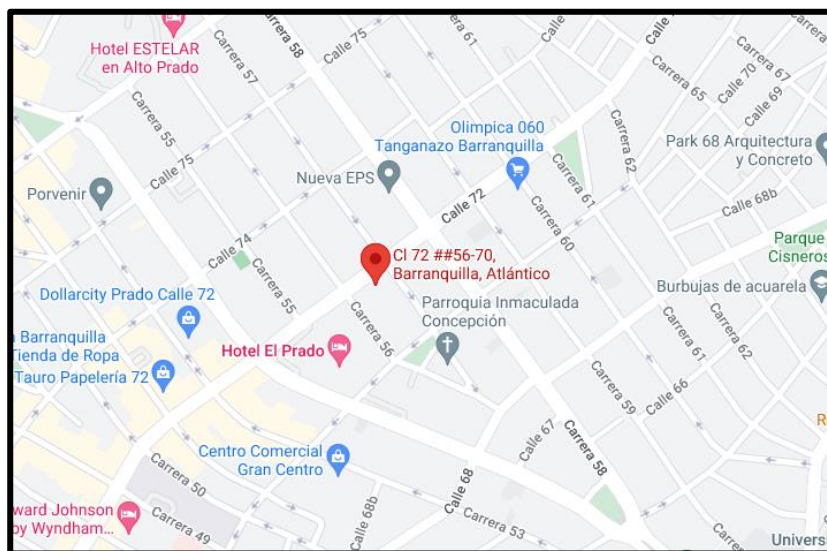 Hotel ESTELAR
en Alto Prado
Carrera 58
Carrera 57
Calle 75
Carrera 61
Calle 7
Carrera 67
Calle 70
Calle 69
Carrera 65
Carrera 55
Olimpica 060
Tanganazo Barranquilla
Carrera 62
Park 68 Arquitectura
y Concreto
Porvenir
Calle 75
Nueva EPS
Calle 72
Carrera 61
Calle 68b
Carrera 60
Calle 74
Cl 72 ##56-70,
Barranquilla, Atlántico
Parque
Cisneros
Dollarcity Prado Calle 72
Carrera 55
Burbujas de acuarela
Parroquia Inmaculada
Concepción
Barranquilla
Tienda de Ropa
Hotel El Prado
Carrera 56
Carrera 61
Carrera 62
Tauro Papelería 72
Calle 66
Carrera 59
Calle 67
Centro Comercial
Gran Centro
Carrera 58
Carrera 50
Calle 68
Calle 68b
ward Johnson
by Wyndham...
Carrera 49
Carrera 53
Univers